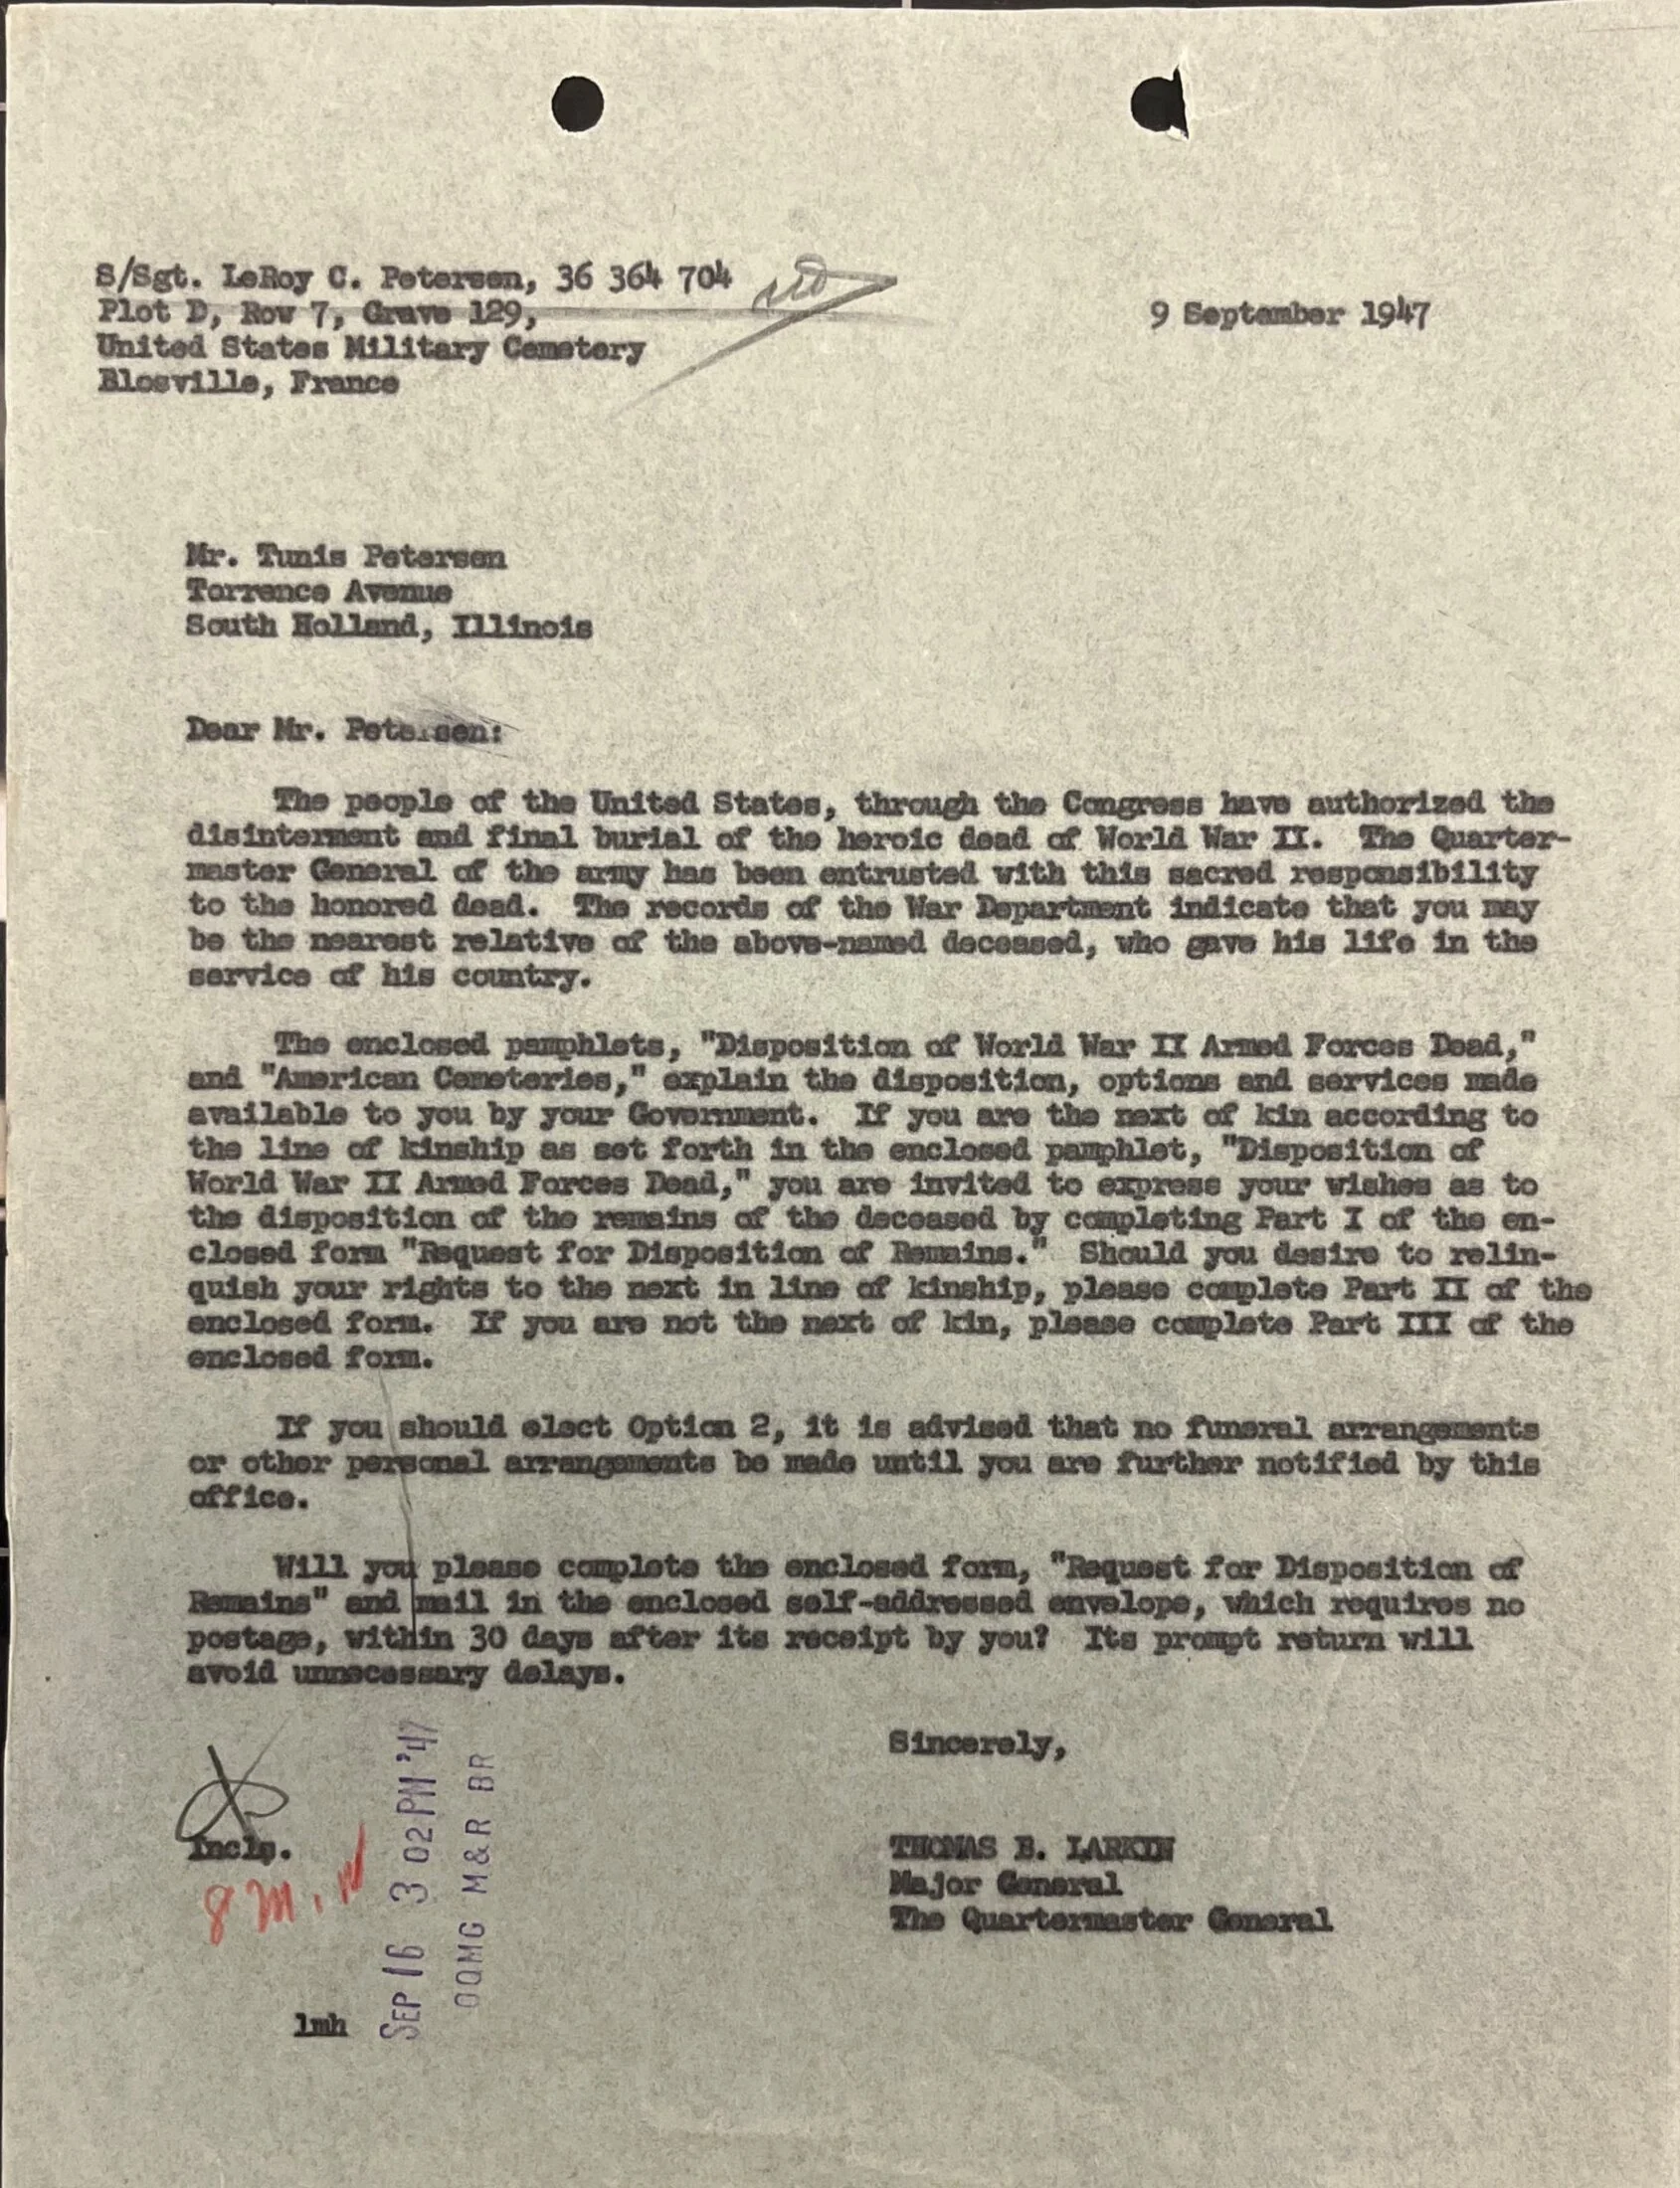 S/Sgt. LeRoy C. Petersen, 36 364 704
Plot D, Row 7, Grave 129,
United States Military Cemetery
Blosville, France
9 September 1947
Mr. Tunis Petersen
Torrence Avenue
South Holland, Illinois
Dear Mr. Petersen:
The people of the United States, through the Congress have authorized the
disinterment and final burial of the heroic dead of World War II. The Quarter-
master General of the army has been entrusted with this sacred responsibility
to the honored dead. The records of the War Department indicate that you may
be the nearest relative of the above-named deceased, who gave his life in the
service of his country.
The enclosed pamphlets, "Disposition of World War II Armed Forces Dead,"
and "American Cemeteries," explain the disposition, options and services made
available to you by your Government. If you are the next of kin according to
the line of kinship as set forth in the enclosed pamphlet, "Disposition of
World War II Armed Forces Dead," you are invited to express your wishes as to
the disposition of the remains of the deceased by completing Part I of the en-
closed form "Request for Disposition of Remains." Should you desire to relin-
quish your rights to the next in line of kinship, please complete Part II of the
enclosed form. If you are not the next of kin, please complete Part III of the
enclosed form.
If you should elect Option 2, it is advised that no funeral arrangements
or other personal arrangements be made until you are further notified by this
office.
Will you please complete the enclosed form, "Request for Disposition of
Remains" and mail in the enclosed self-addressed envelope, which requires no
postage, within 30 days after its receipt by you? Its prompt return will
avoid unnecessary delays.
Sincerely,
Incls.
THOMAS B. LARKIN
Major General
The Quartermaster General
lmh
SEP 16 3 02 PM '47
OQMG M&R BR